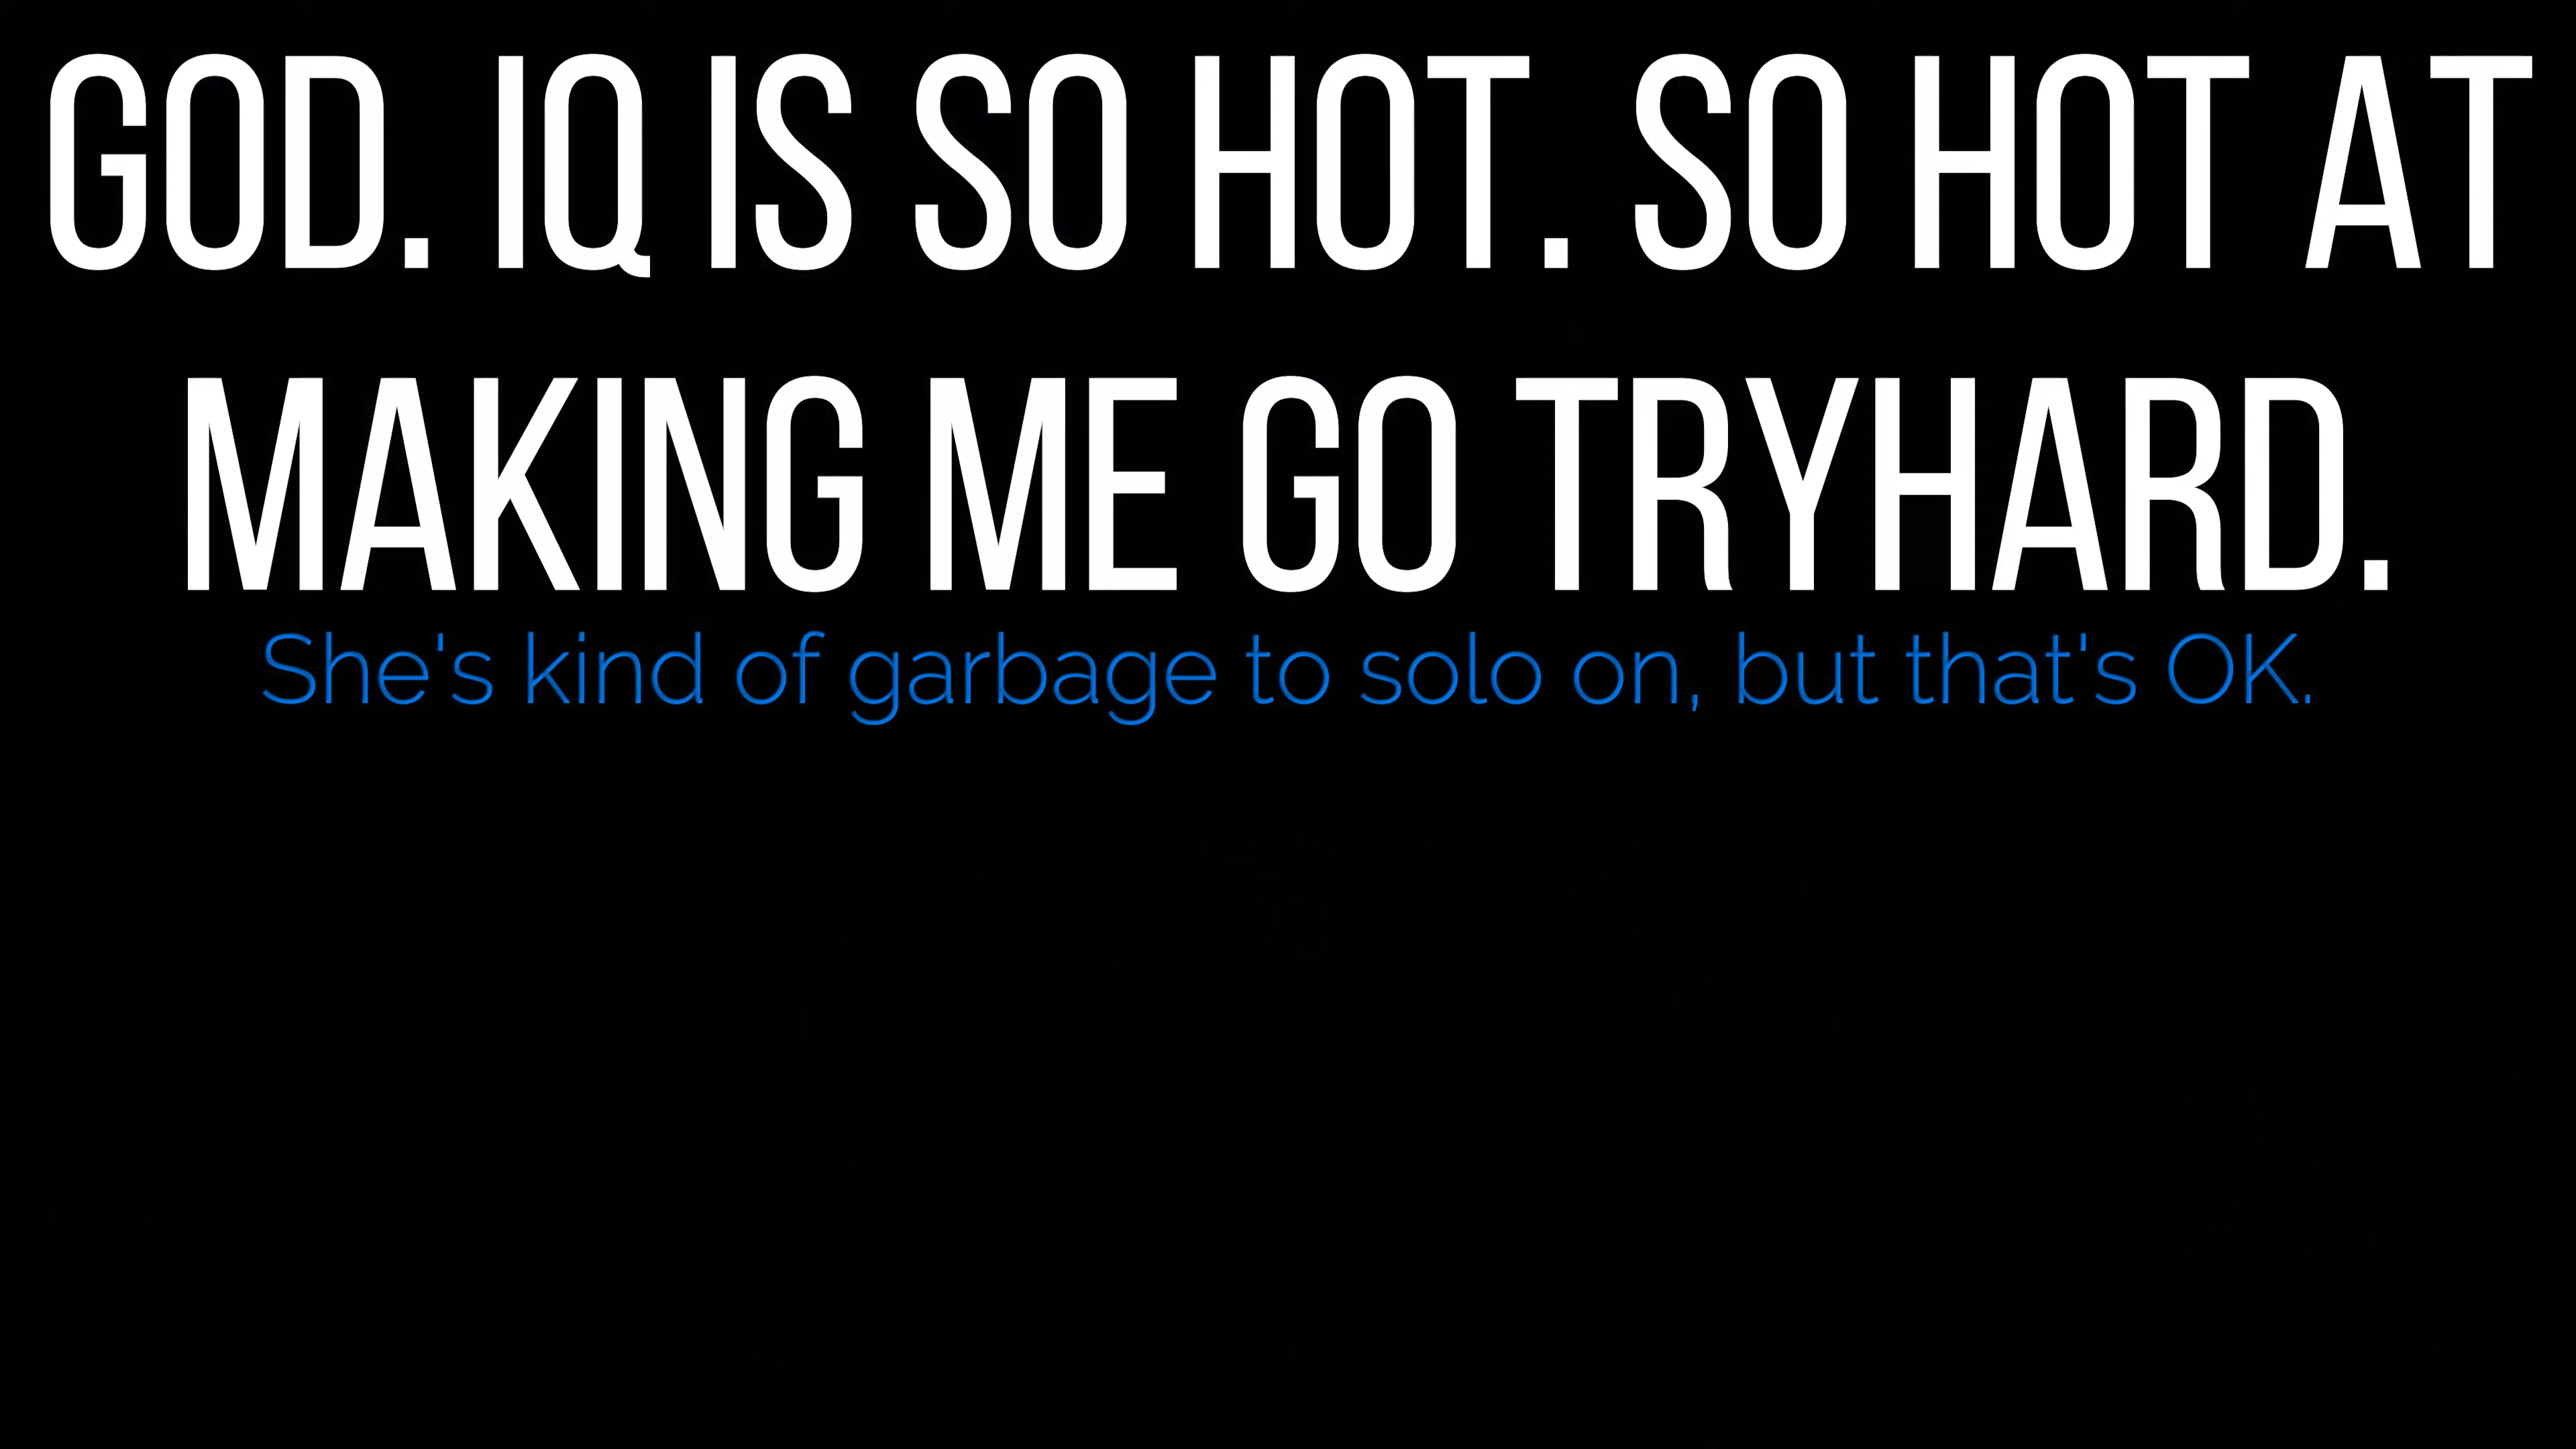 GOD. IQ IS SO HOT. SO HOT AT
MAKING ME GO TRYHARD.
She's kind of garbage to solo on, but that's OK.